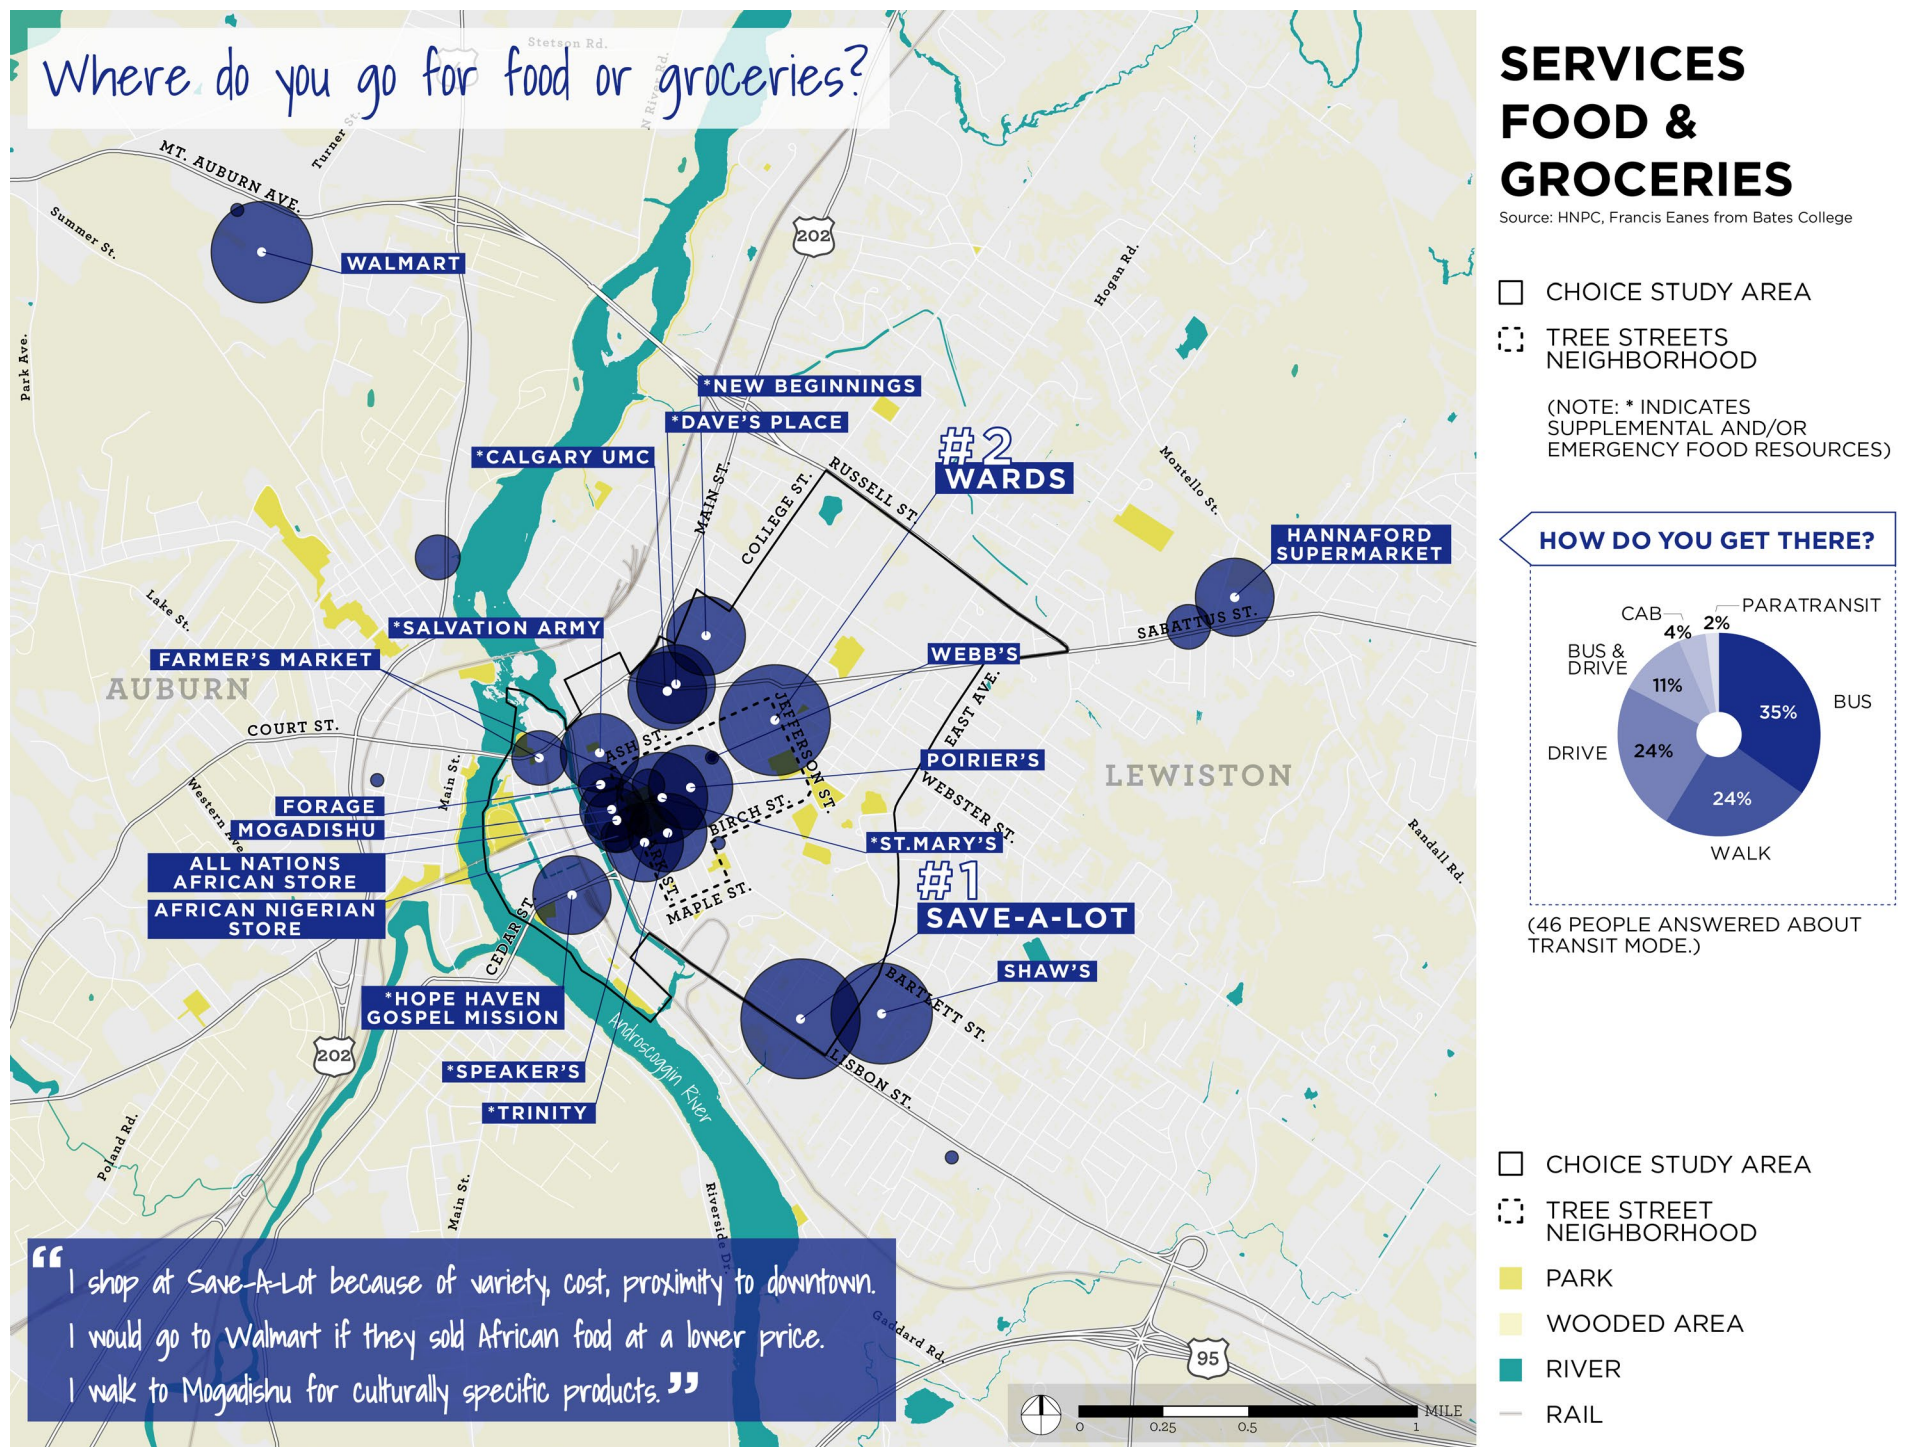 Where do you go for food or groceries?
Stetson Rd.
N River Rd.
Turner St.
MT. AUBURN AVE.
Summer St.
Park Ave.
WALMART
202
Hogan Rd.
*NEW BEGINNINGS
*DAVE'S PLACE
*CALGARY UMC
#2
WARDS
MAIN ST.
COLLEGE ST.
RUSSELL ST.
Montello St.
HANNAFORD
SUPERMARKET
SABATTUS ST.
Lake St.
*SALVATION ARMY
FARMER'S MARKET
AUBURN
COURT ST.
WEBB'S
EAST AVE.
JEFFERSON ST.
ASH ST.
POIRIER'S
LEWISTON
WEBSTER ST.
BIRCH ST.
Main St.
Western Ave.
FORAGE
MOGADISHU
ALL NATIONS
AFRICAN STORE
AFRICAN NIGERIAN
STORE
*ST.MARY'S
#1
SAVE-A-LOT
Randall Rd.
MAPLE ST.
CEDAR ST.
SHAW'S
BARTLETT ST.
*HOPE HAVEN
GOSPEL MISSION
Androscoggin River
202
*SPEAKER'S
*TRINITY
LISBON ST.
Poland Rd.
Main St.
Riverside Dr.
“ I shop at Save-A-Lot because of variety, cost, proximity to downtown.
I would go to Walmart if they sold African food at a lower price.
I walk to Mogadishu for culturally specific products. ”
Gaddard Rd.
95
0 0.25 0.5 1 MILE
SERVICES
FOOD &
GROCERIES
Source: HNPC, Francis Eanes from Bates College
CHOICE STUDY AREA
TREE STREETS
NEIGHBORHOOD
(NOTE: * INDICATES
SUPPLEMENTAL AND/OR
EMERGENCY FOOD RESOURCES)
HOW DO YOU GET THERE?
CAB
4%
2%
PARATRANSIT
BUS &
DRIVE
11%
35%
BUS
DRIVE
24%
24%
WALK
(46 PEOPLE ANSWERED ABOUT
TRANSIT MODE.)
CHOICE STUDY AREA
TREE STREET
NEIGHBORHOOD
PARK
WOODED AREA
RIVER
RAIL